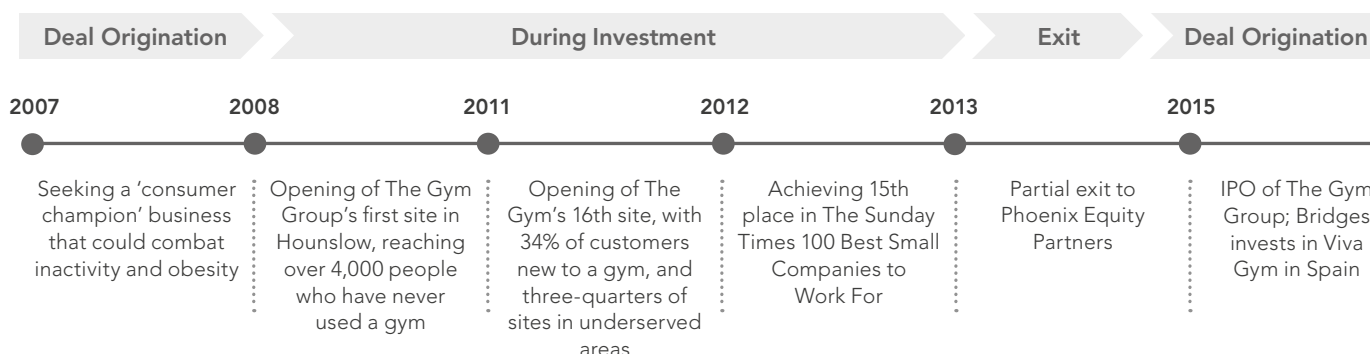 Deal Origination
During Investment
Exit
Deal Origination
2007
2008
2011
2012
2013
2015
Seeking a ‘consumer
champion’ business
that could combat
inactivity and obesity
Opening of The Gym
Group’s first site in
Hounslow, reaching
over 4,000 people
who have never
used a gym
Opening of The
Gym’s 16th site, with
34% of customers
new to a gym, and
three-quarters of
sites in underserved
areas
Achieving 15th
place in The Sunday
Times 100 Best Small
Companies to
Work For
Partial exit to
Phoenix Equity
Partners
IPO of The Gym
Group; Bridges
invests in Viva
Gym in Spain